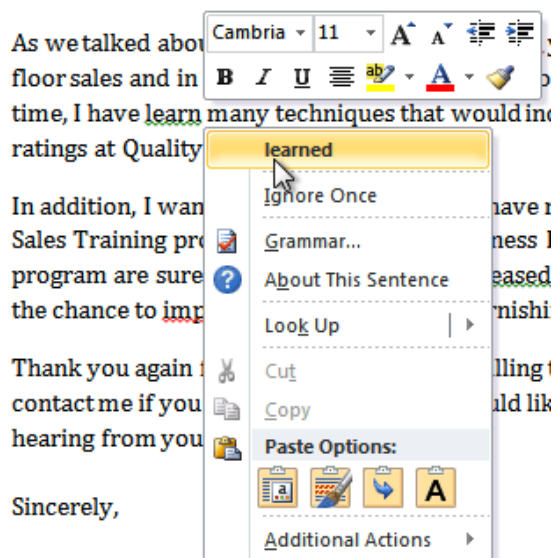 Cambria 11
As we talked abou
floor sales and in
B I U ab A
time, I have learn many techniques that would inc
ratings at Quality
learned
Ignore Once
In addition, I wan have
Sales Training pro ness
Grammar...
program are sure eased
About This Sentence
the chance to imp rnishi
Look Up
Thank you again lling t
Cut
contact me if you uld lik
Copy
hearing from you
Paste Options:
a A
Sincerely,
Additional Actions